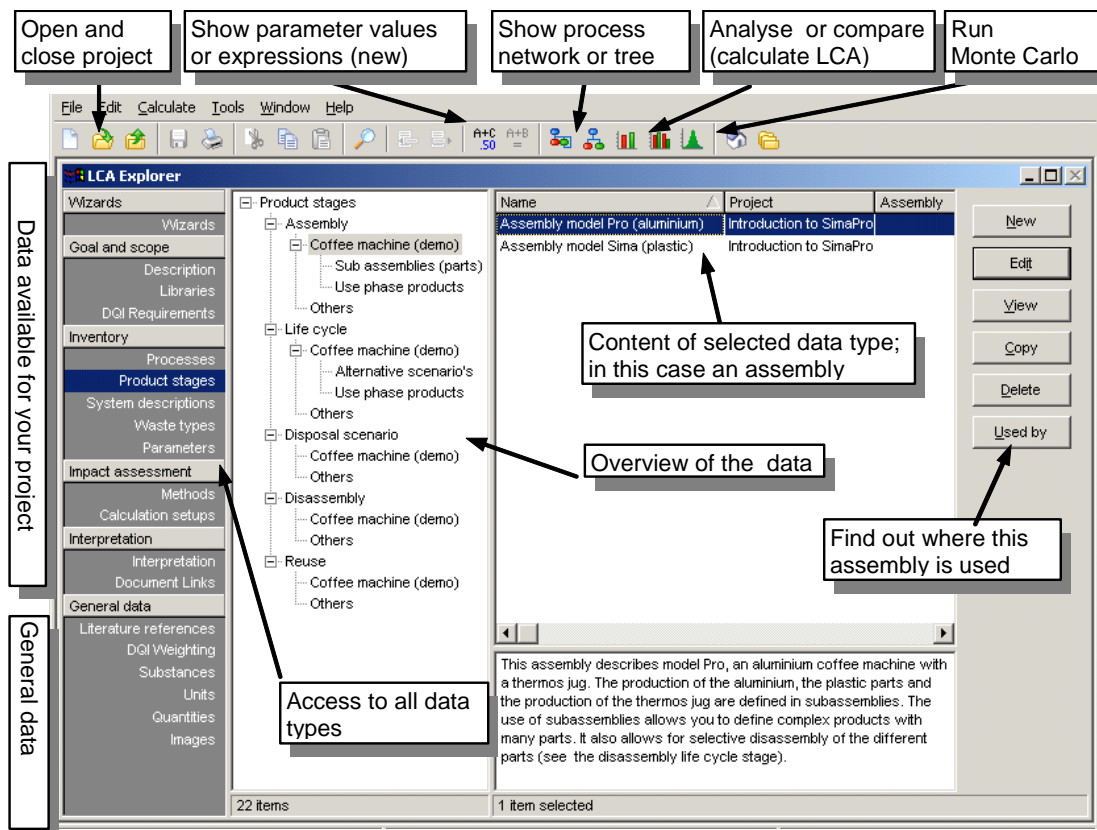 Open and
close project
Show parameter values
or expressions (new)
Show process
network or tree
Analyse or compare
(calculate LCA)
Run
Monte Carlo
File Edit Calculate Tools Window Help
A+C
.50
A+B
=
Data available for your project
General data
LCA Explorer
Wizards
Wizards
Goal and scope
Description
Libraries
DQI Requirements
Inventory
Processes
Product stages
System descriptions
Waste types
Parameters
Impact assessment
Methods
Calculation setups
Interpretation
Interpretation
Document Links
General data
Literature references
DQI Weighting
Substances
Units
Quantities
Images
Product stages
Assembly
Coffee machine (demo)
Sub assemblies (parts)
Use phase products
Others
Life cycle
Coffee machine (demo)
Alternative scenario's
Use phase products
Others
Disposal scenario
Coffee machine (demo)
Others
Disassembly
Coffee machine (demo)
Others
Reuse
Coffee machine (demo)
Others
Access to all data
types
22 items
Name Project Assembly
Assembly model Pro (aluminium) Introduction to SimaPro
Assembly model Sima (plastic) Introduction to SimaPro
Content of selected data type;
in this case an assembly
Overview of the data
Find out where this
assembly is used
This assembly describes model Pro, an aluminium coffee machine with
a thermos jug. The production of the aluminium, the plastic parts and
the production of the thermos jug are defined in subassemblies. The
use of subassemblies allows you to define complex products with
many parts. It also allows for selective disassembly of the different
parts (see the disassembly life cycle stage).
1 item selected
New
Edit
View
Copy
Delete
Used by